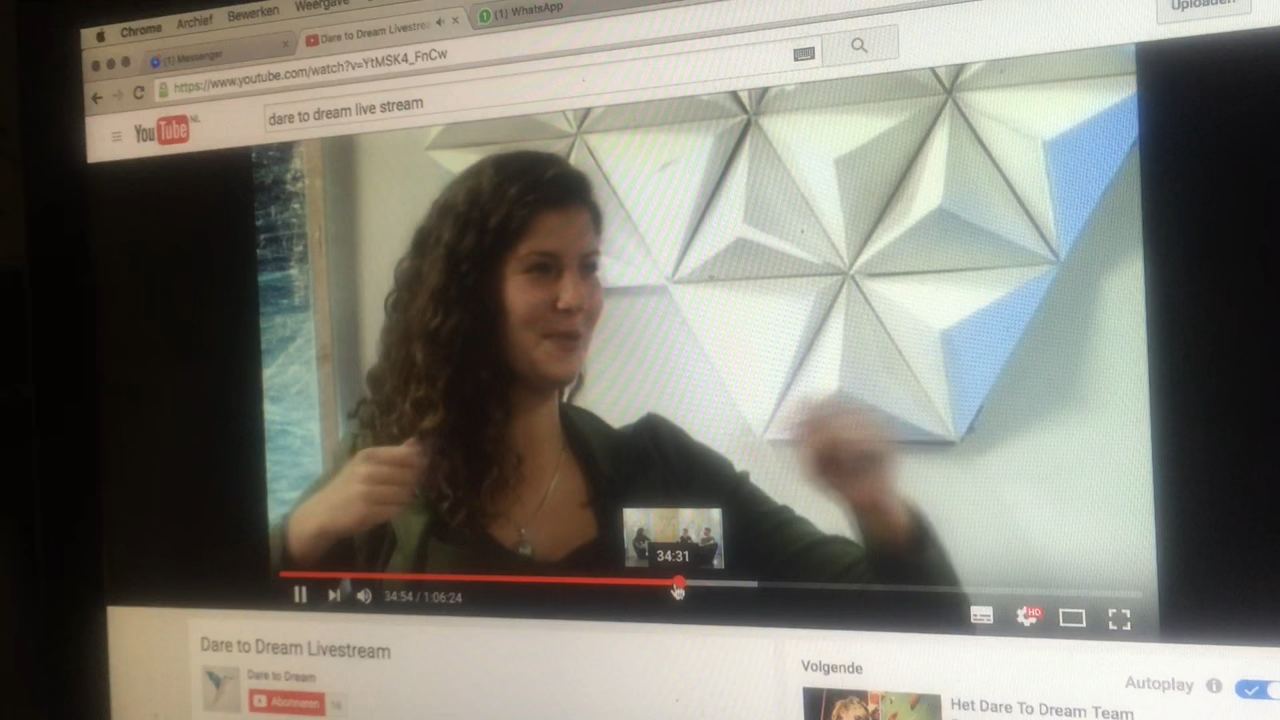 Chrome Archief Bewerken Weergave
(1) Messenger
Dare to Dream Livestre
(1) WhatsApp
https://www.youtube.com/watch?v=YtMSK4_FnCw
YouTube NL
dare to dream live stream
Uploaden
34:31
34:54 / 1:06:24
HD
Dare to Dream Livestream
Dare to Dream
Abonneren
Volgende
Autoplay
Het Dare To Dream Team